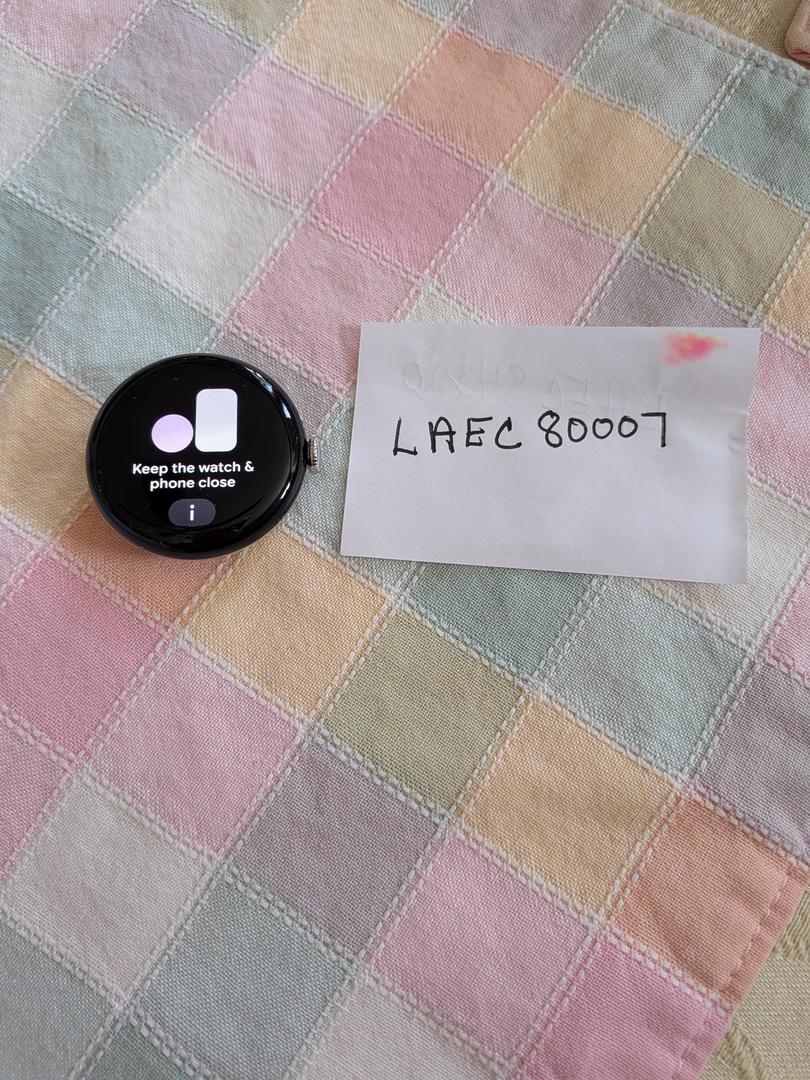 Keep the watch &
phone close
i
LAEC 80007